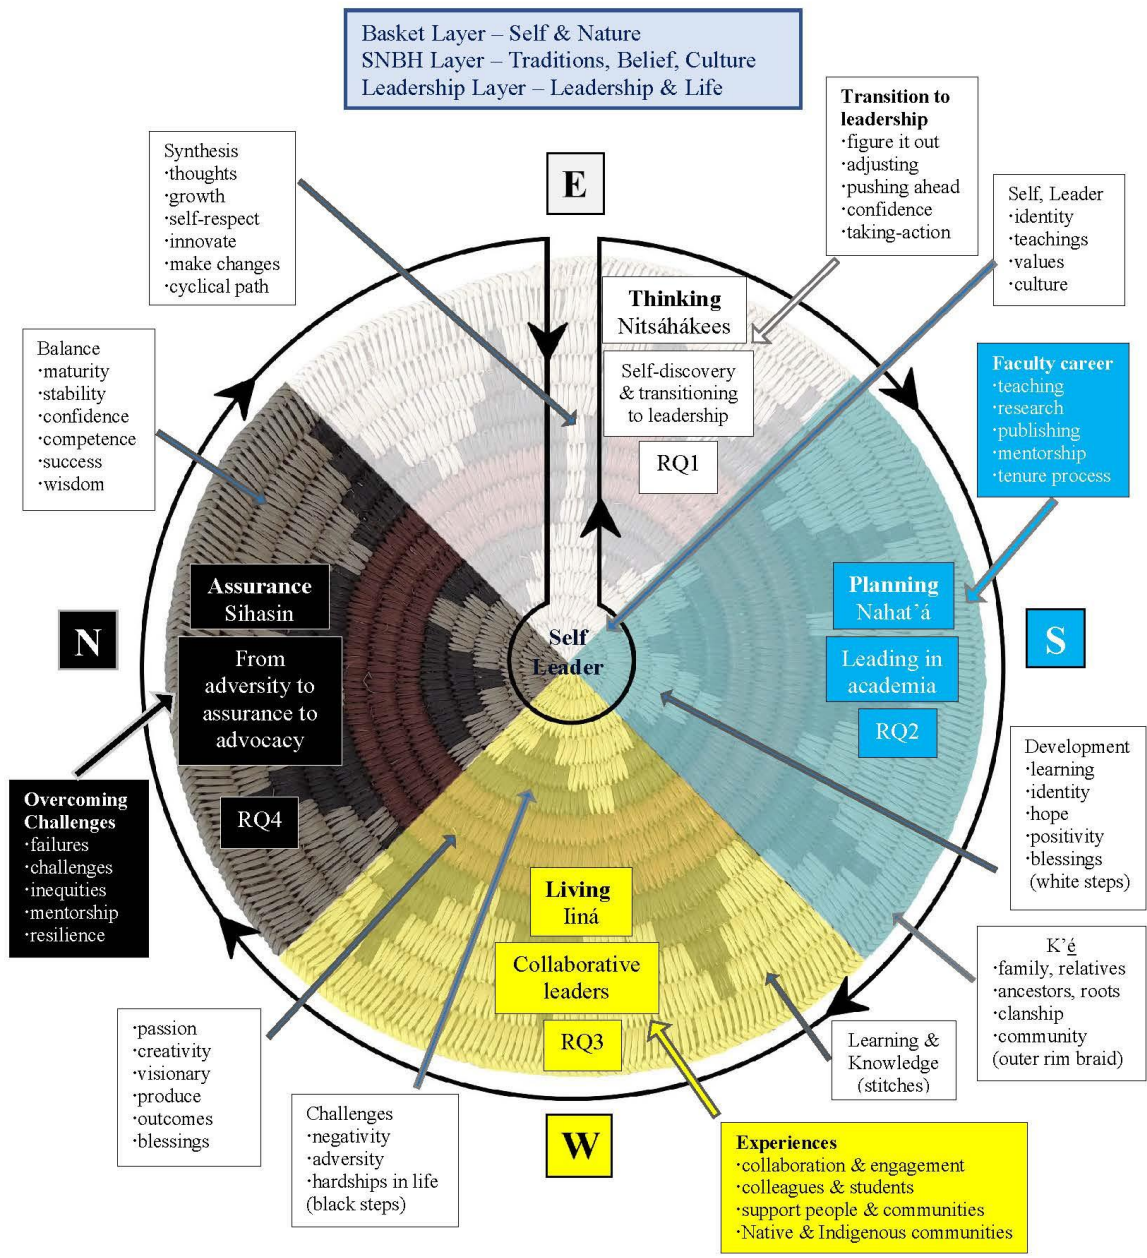 Basket Layer – Self & Nature
SNBH Layer – Traditions, Belief, Culture
Leadership Layer – Leadership & Life
Transition to
leadership
·figure it out
·adjusting
·pushing ahead
·confidence
·taking-action
Synthesis
·thoughts
·growth
·self-respect
·innovate
·make changes
·cyclical path
E
Self, Leader
·identity
·teachings
·values
·culture
Thinking
Nitsáhákees
Self-discovery
& transitioning
to leadership
RQ1
Balance
·maturity
·stability
·confidence
·competence
·success
·wisdom
Faculty career
·teaching
·research
·publishing
·mentorship
·tenure process
Assurance
Sihasin
From
adversity to
assurance to
advocacy
RQ4
N
Self
Leader
Planning
Nahat’á
Leading in
academia
RQ2
S
Overcoming
Challenges
·failures
·challenges
·inequities
·mentorship
·resilience
Development
·learning
·identity
·hope
·positivity
·blessings
(white steps)
Living
Iiná
Collaborative
leaders
RQ3
K’é
·family, relatives
·ancestors, roots
·clanship
·community
(outer rim braid)
·passion
·creativity
·visionary
·produce
·outcomes
·blessings
Learning &
Knowledge
(stitches)
Challenges
·negativity
·adversity
·hardships in life
(black steps)
W
Experiences
·collaboration & engagement
·colleagues & students
·support people & communities
·Native & Indigenous communities